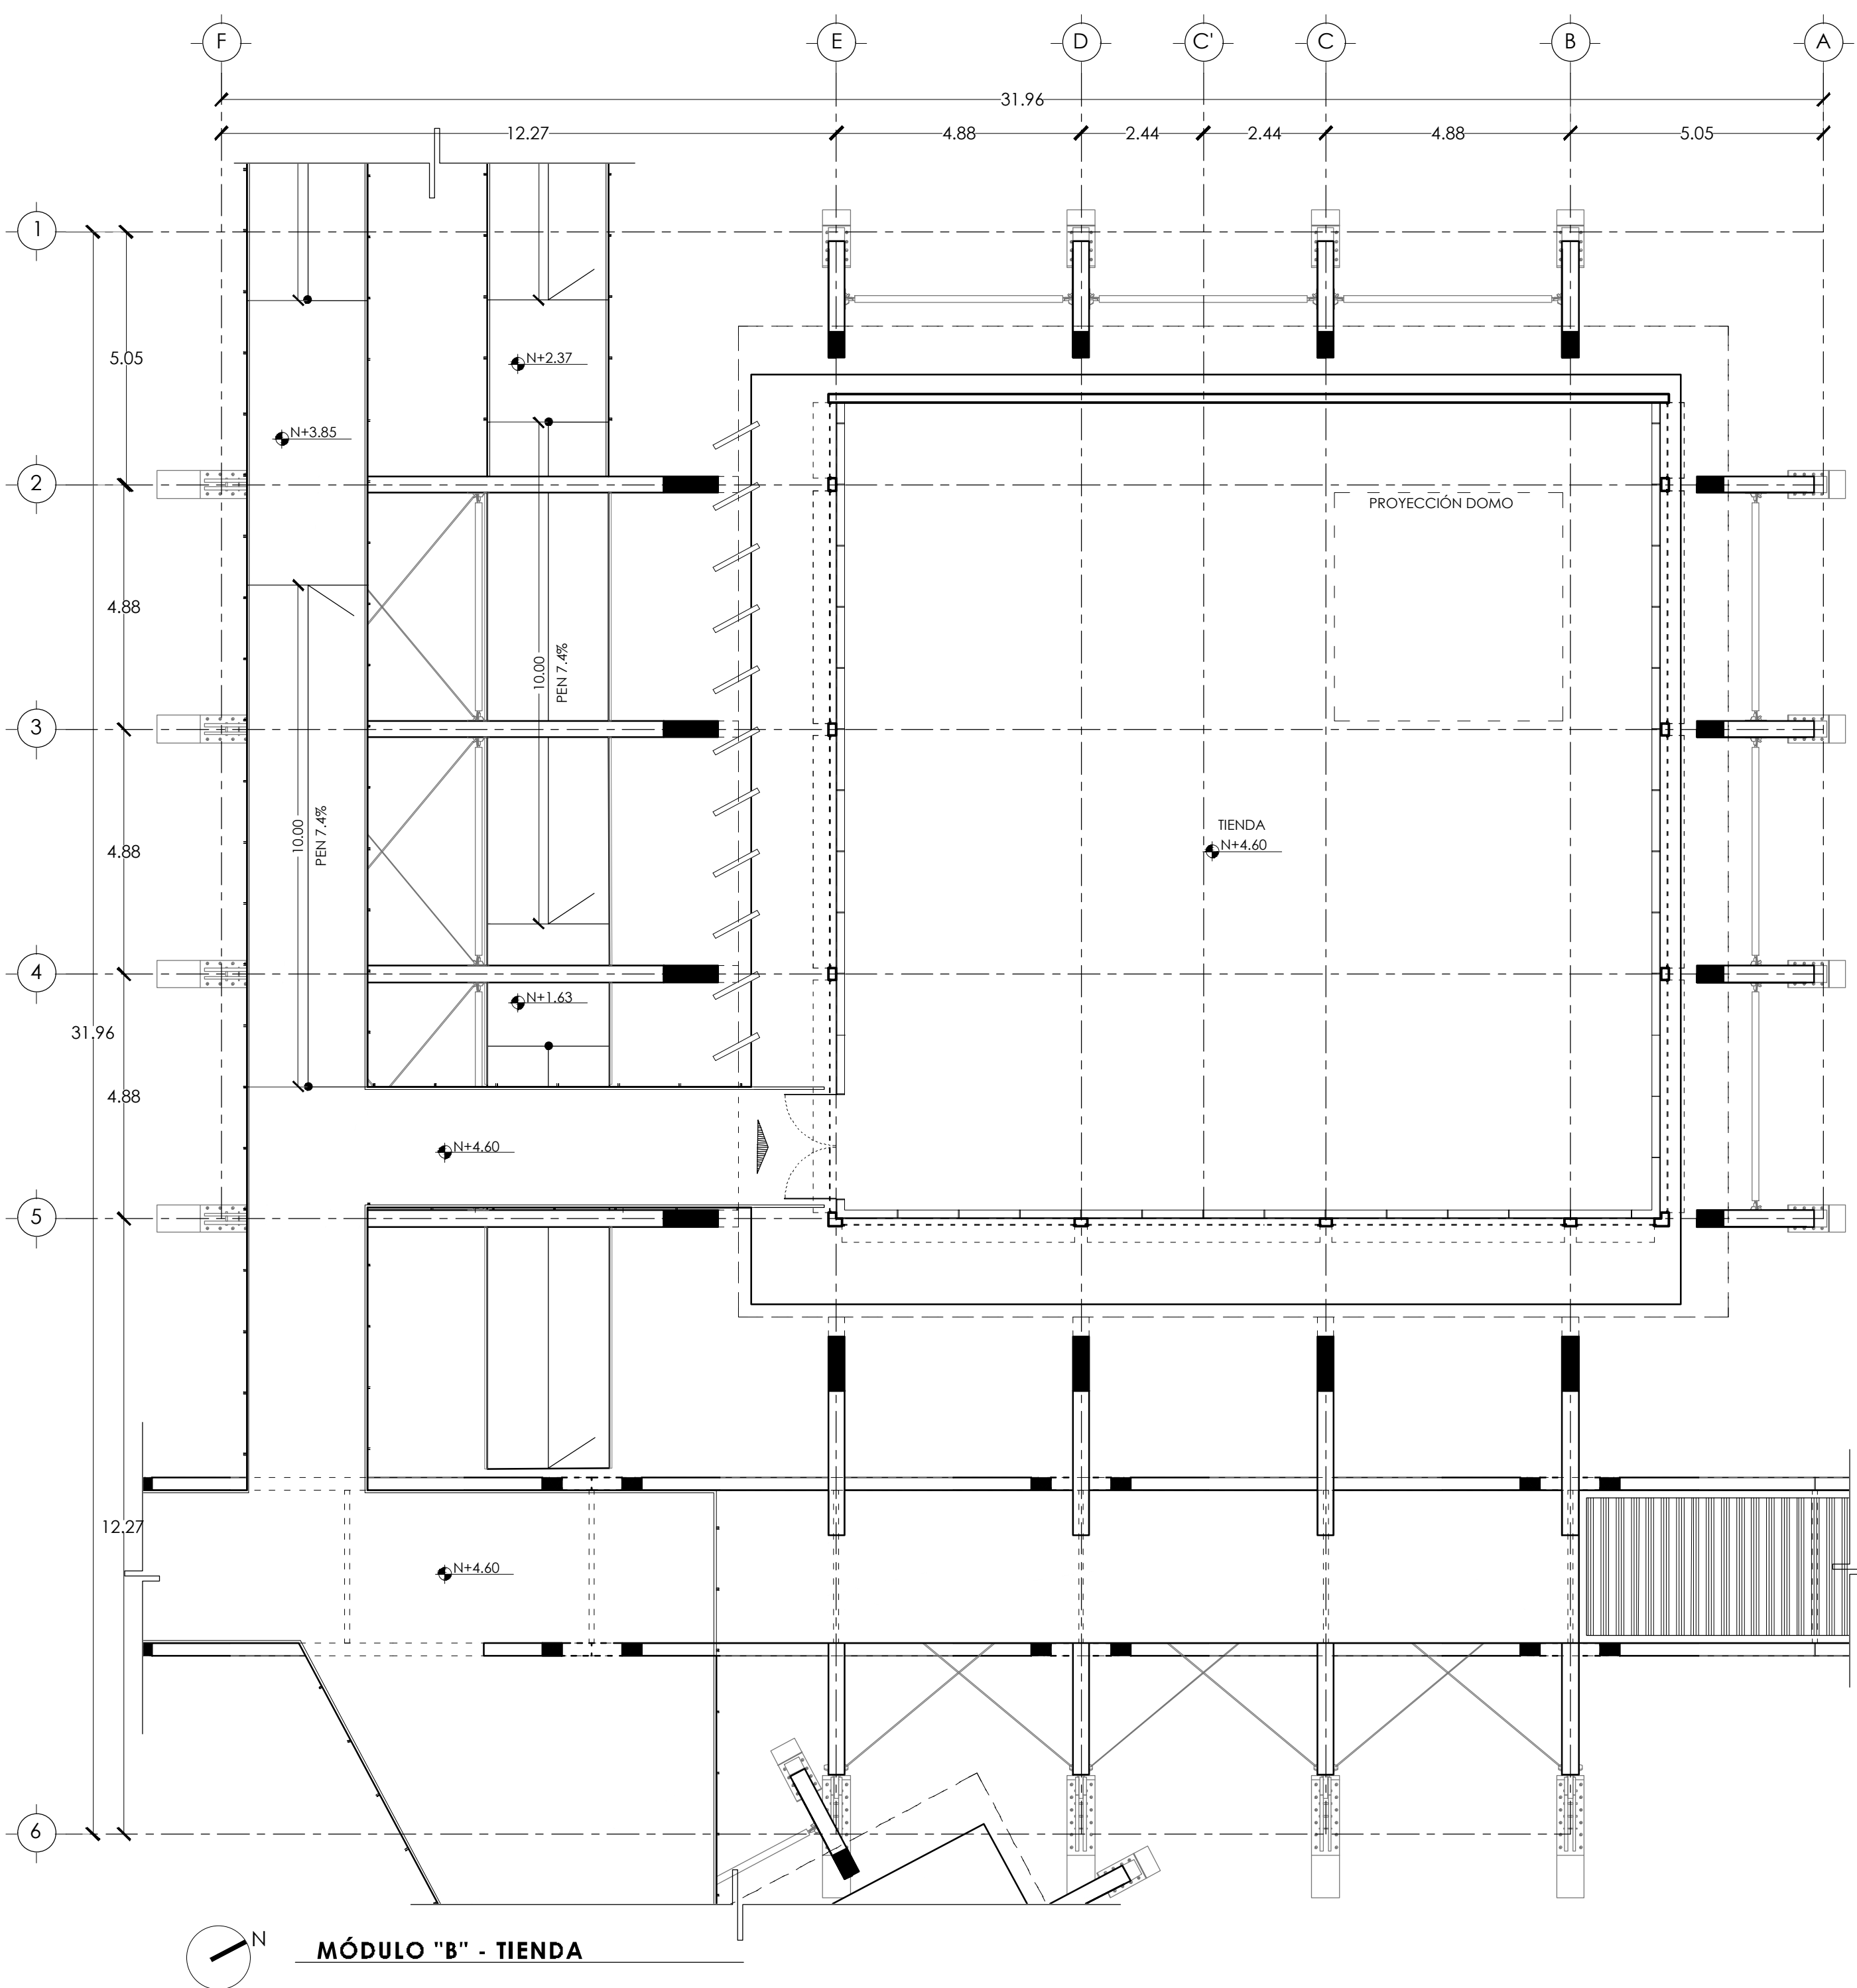 F
E
D
C'
C
B
A
31.96
12.27
4.88
2.44
2.44
4.88
5.05
1
5.05
N+2.37
N+3.85
2
PROYECCIÓN DOMO
4.88
10.00
PEN 7.4%
3
10.00
PEN 7.4%
4.88
TIENDA
N+4.60
4
N+1.63
31.96
4.88
N+4.60
5
12.27
N+4.60
6
N
MÓDULO "B" - TIENDA